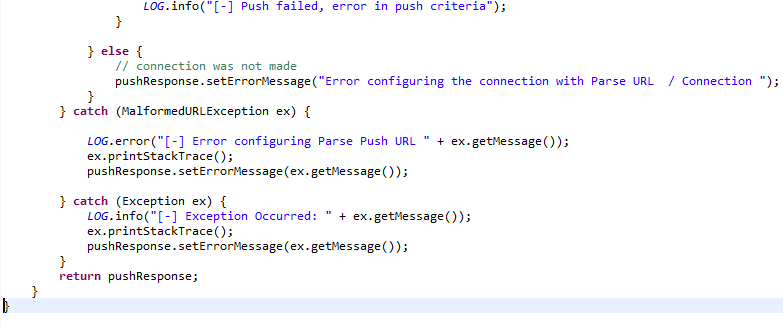 LOG.info("[-] Push failed, error in push criteria");
}
} else {
// connection was not made
pushResponse.setErrorMessage("Error configuring the connection with Parse URL  / Connection ");
}
} catch (MalformedURLException ex) {
LOG.error("[-] Error configuring Parse Push URL " + ex.getMessage());
ex.printStackTrace();
pushResponse.setErrorMessage(ex.getMessage());
} catch (Exception ex) {
LOG.info("[-] Exception Occurred: " + ex.getMessage());
ex.printStackTrace();
pushResponse.setErrorMessage(ex.getMessage());
}
return pushResponse;
}
}